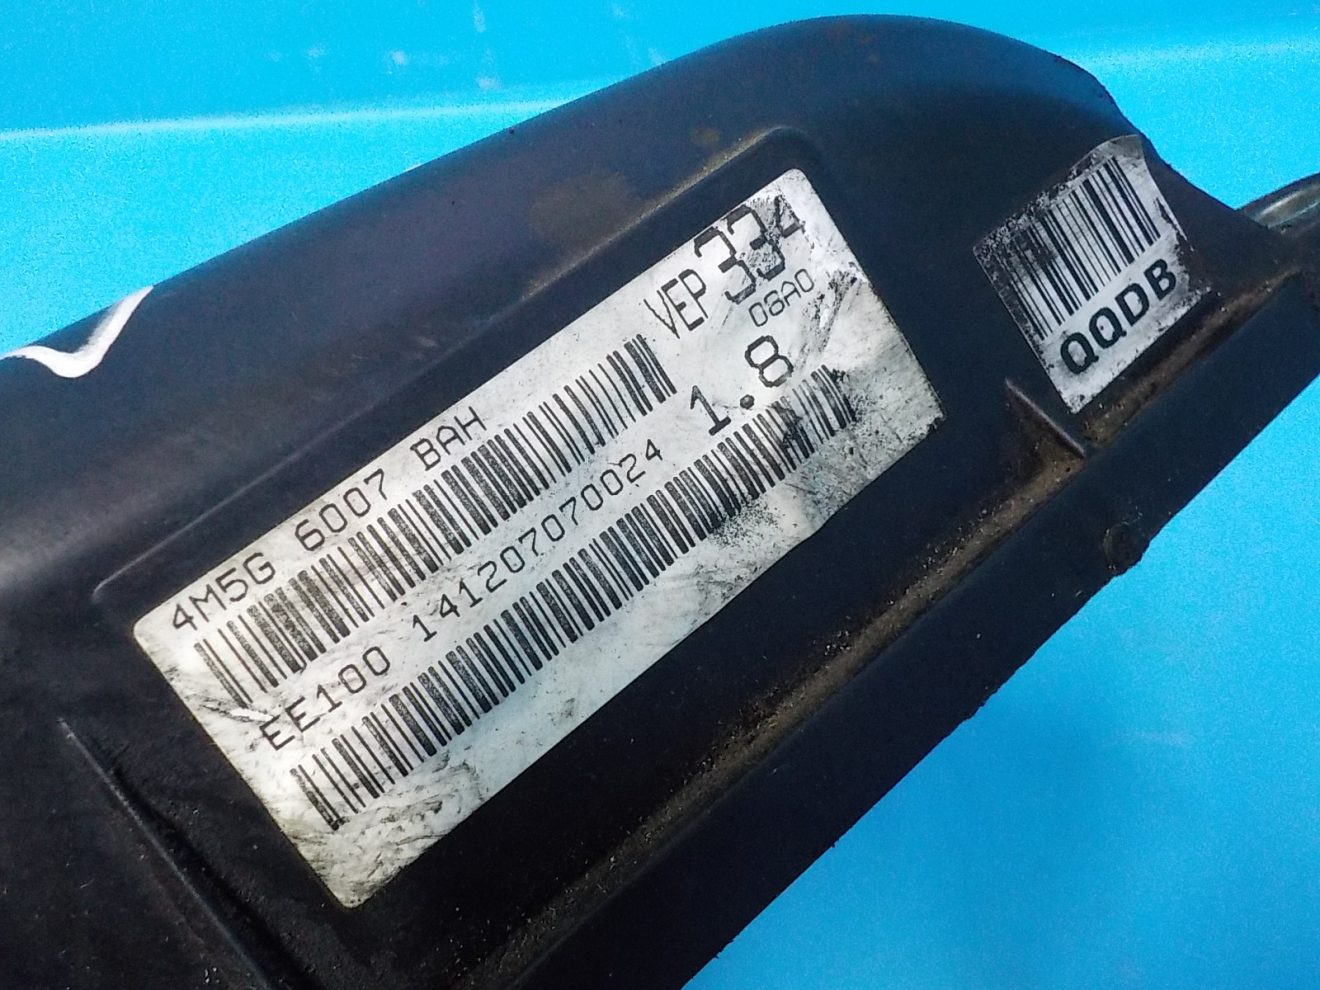 4M5G 6007 BAH
VEP 334
08A0
EE100 141207070024
1.8
QQDB